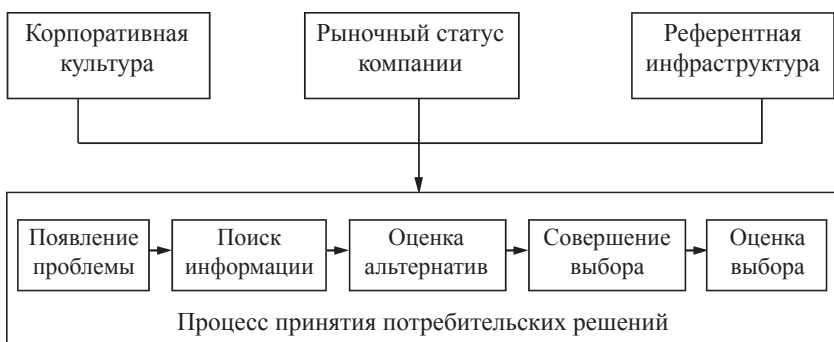 Корпоративная
культура
Рыночный статус
компании
Референтная
инфраструктура
Появление
проблемы
Поиск
информации
Оценка
альтернатив
Совершение
выбора
Оценка
выбора
Процесс принятия потребительских решений